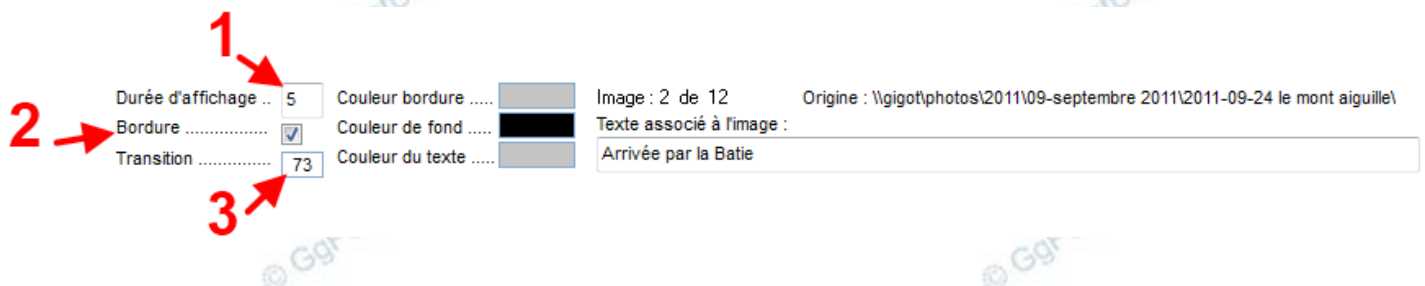 1
Durée d'affichage .. 5 Couleur bordure ..... Image : 2 de 12 Origine : \\gigot\photos\2011\09-septembre 2011\2011-09-24 le mont aiguille\
2 Bordure ................ Couleur de fond ..... Texte associé à l'image :
Transition ............... 73 Couleur du texte ..... Arrivée par la Batie
3